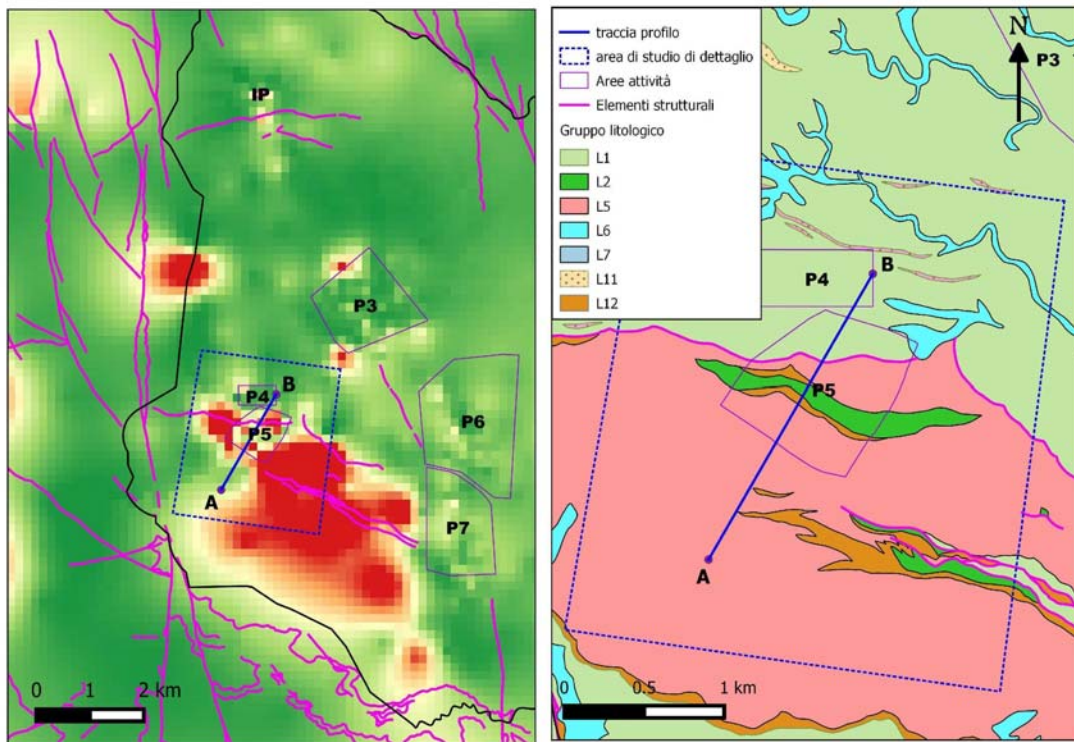 IP
P3
P4
B
P5
P6
A
P7
0 1 2 km
traccia profilo
area di studio di dettaglio
Aree attività
Elementi strutturali
Gruppo litologico
L1
L2
L5
L6
L7
L11
L12
N
P3
P4
B
P5
A
0 0.5 1 km